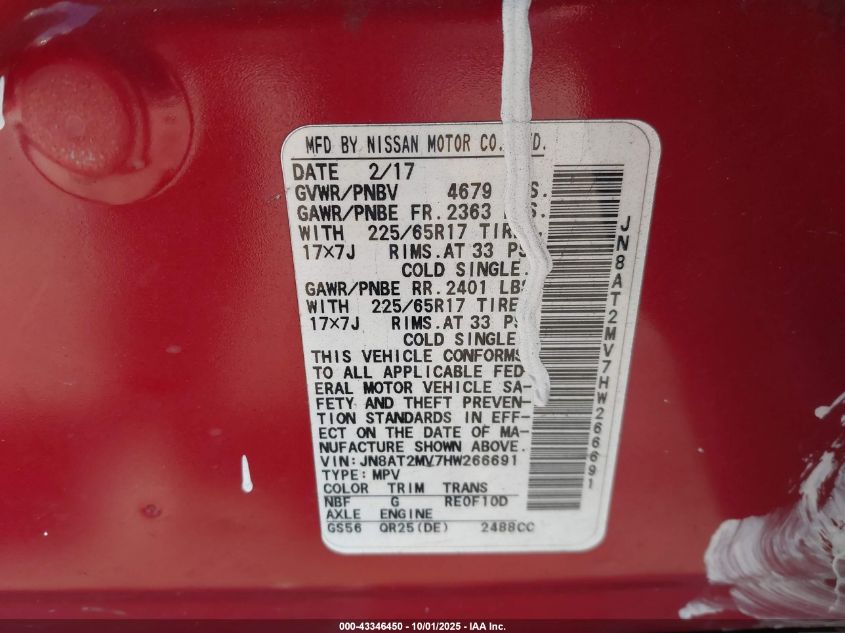 MFD BY NISSAN MOTOR CO.
DATE 2/17
GVWR/PNBV 4679
GAWR/PNBE FR.2363
WITH 225/65R17
17×7J RIMS.AT 33
COLD SINGLE.
GAWR/PNBE RR.2401
WITH 225/65R17 TIRE
17×7J RIMS.AT 33
COLD SINGLE
THIS VEHICLE CONFORMS
TO ALL APPLICABLE FED-
ERAL MOTOR VEHICLE SA-
FETY AND THEFT PREVEN-
TION STANDARDS IN EFF-
ECT ON THE DATE OF MA-
NUFACTURE SHOWN ABOVE.
VIN:JN8AT2MV7HW266691
TYPE:MPV
COLOR TRIM TRANS
NBF G RE0F10D
AXLE ENGINE
GS56 QR25(DE) 2488CC
JN8AT2MV7HW266691
000-43346450 - 10/01/2025 - IAA Inc.